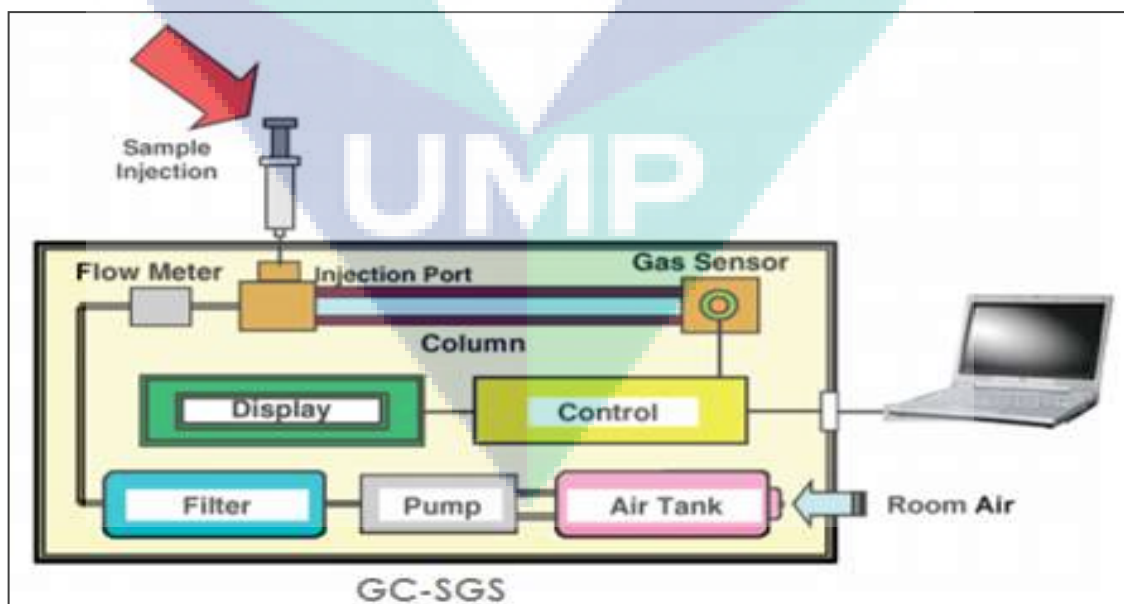 Sample
Injection
UMP
Flow Meter
Injection Port
Gas Sensor
Column
Display
Control
Filter
Pump
Air Tank
Room Air
GC-SGS